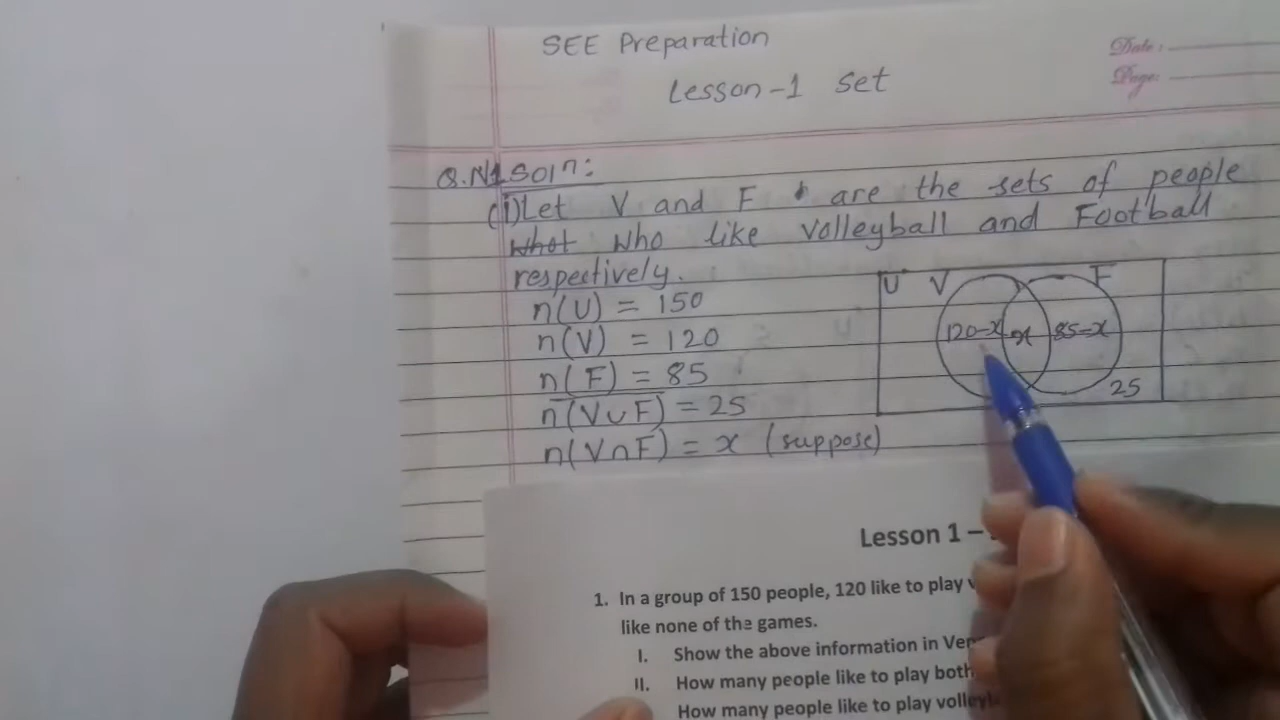 SEE Preparation
Lesson-1 Set
Date:
Page:
Q.N1 Soln:
(i) Let V and F are the sets of people
who like Volleyball and Football
respectively.
n(U) = 150
n(V) = 120
n(F) = 85
n(\overline{V∪F}) = 25
n(V∩F) = x (suppose)
U V F
120-x x 85-x
25
Lesson 1 –
1. In a group of 150 people, 120 like to play
like none of the games.
I. Show the above information in
II. How many people like to play both
How many people like to play